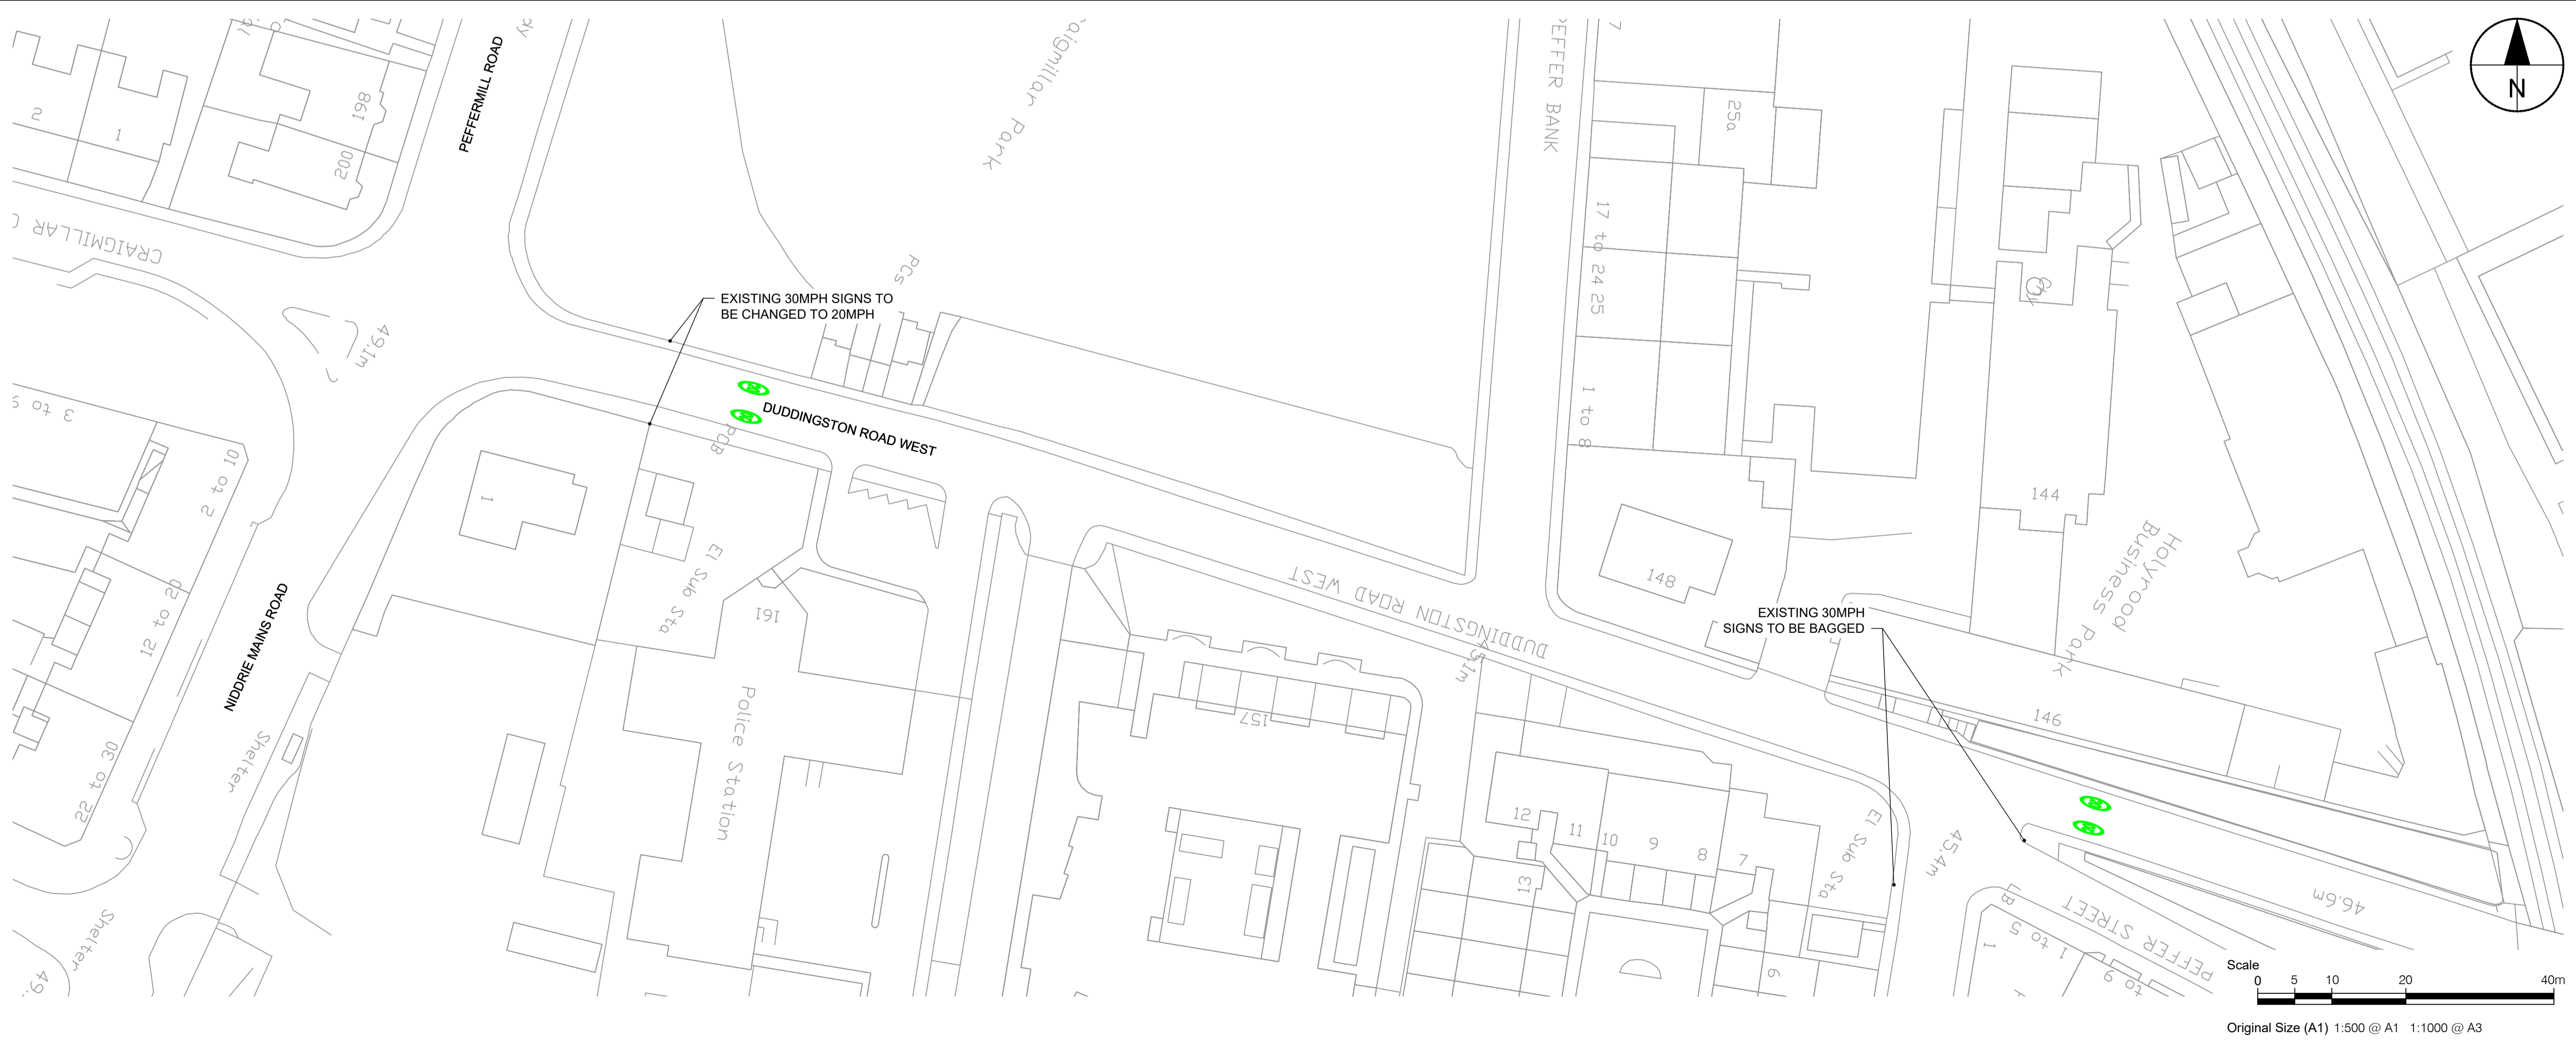 PEFFERMILL ROAD
aigmillar Park
PEFFER BANK
7
N
2
1
198
200
25a
CRAIGMILLAR C
17 to 24
25
PCs
49.1m
EXISTING 30MPH SIGNS TO
BE CHANGED TO 20MPH
DUDDINGSTON ROAD WEST
PCB
3 to 9
2 to 10
1
1 to 8
144
Holyrood
Business Park
El Sub Sta
148
DUDDINGSTON ROAD WEST
EXISTING 30MPH
SIGNS TO BE BAGGED
12 to 20
NIDDRIE MAINS ROAD
161
Police Station
157
146
Shelter
22 to 30
12
11
10
9
8
7
13
6
El Sub Sta
45.4m
46.6m
PEFFER STREET
1 to 5
1
Shelter
Scale
0 5 10 20 40m
Original Size (A1) 1:500 @ A1 1:1000 @ A3